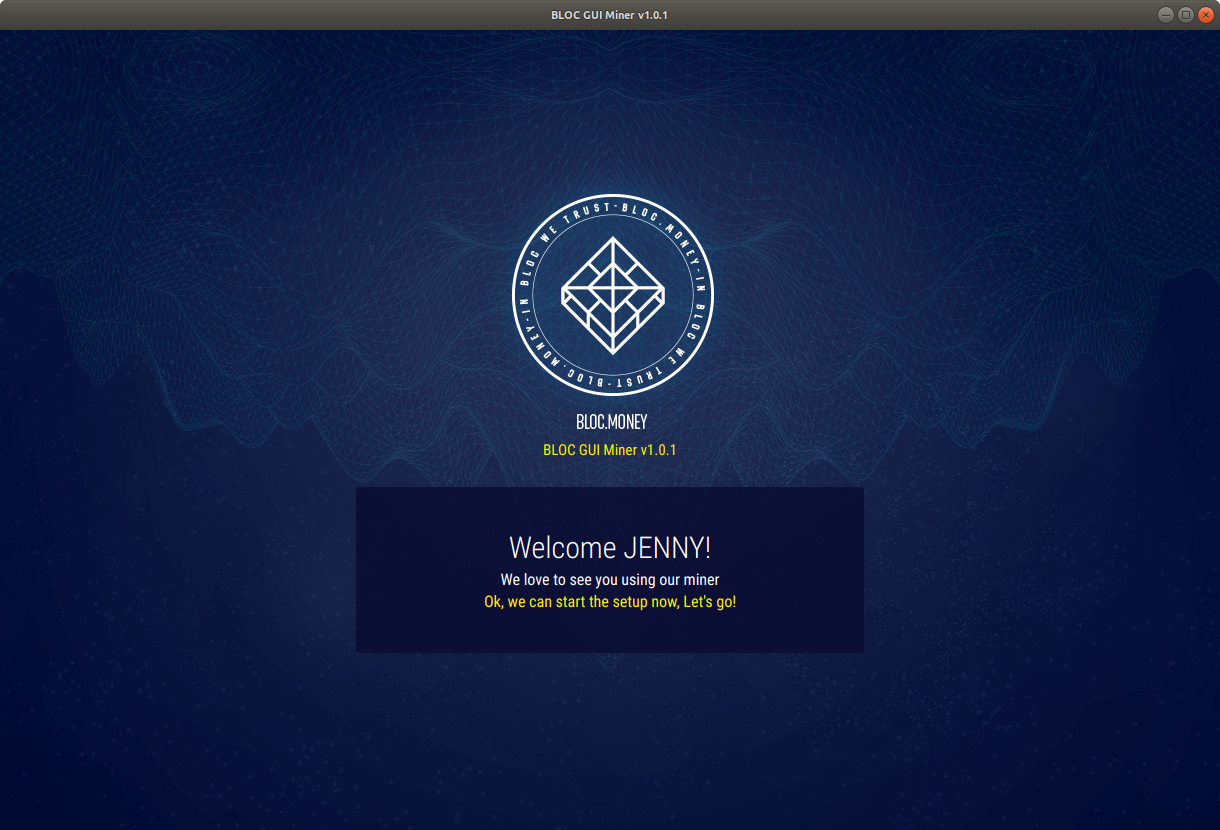 BLOC GUI Miner v1.0.1
BLOC.MONEY-IN BLOC WE TRUST-BLOC.MONEY-IN BLOC WE TRUST-
BLOC.MONEY
BLOC GUI Miner v1.0.1
Welcome JENNY!
We love to see you using our miner
Ok, we can start the setup now, Let's go!